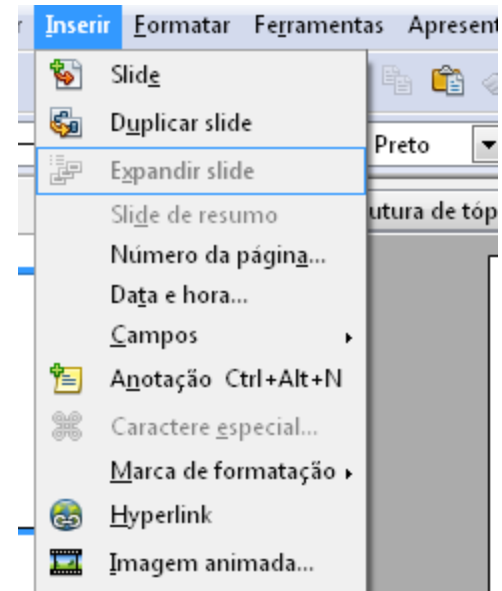 Inserir Formatar Ferramentas Apresent
Slide
Duplicar slide
Preto
Expandir slide
Slide de resumo
utura de tóp
Número da página...
Data e hora...
Campos
Anotação Ctrl+Alt+N
Caractere especial...
Marca de formatação
Hyperlink
Imagem animada...